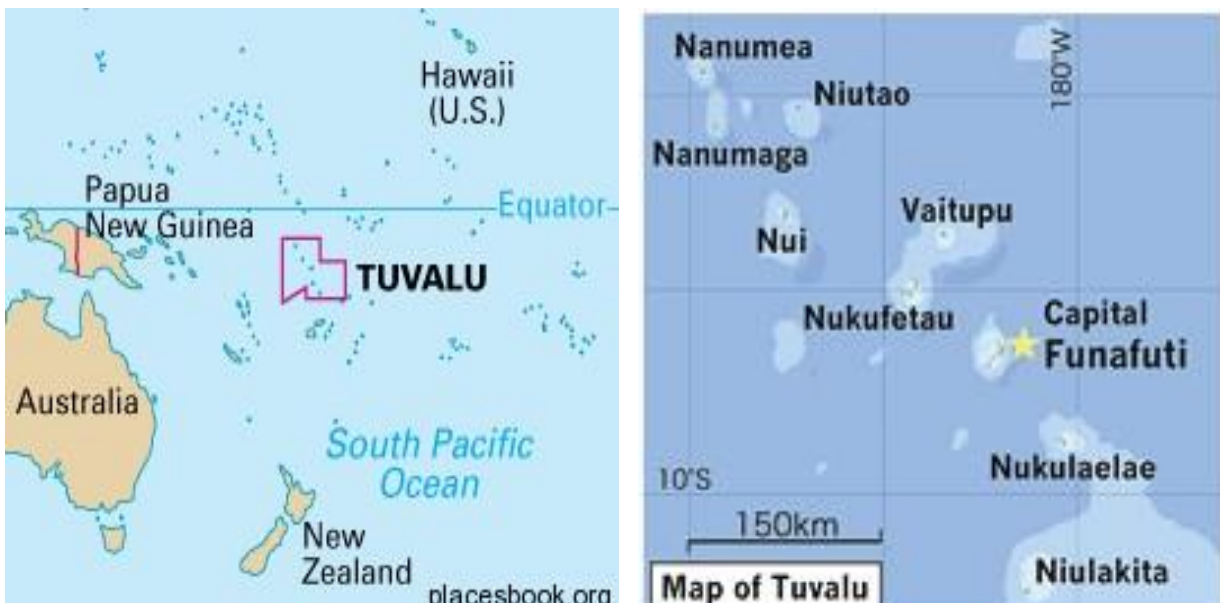 Hawaii
(U.S.)
Papua
New Guinea
Equator
TUVALU
Australia
South Pacific
Ocean
New
Zealand
placesbook.org
Nanumea
180°W
Niutao
Nanumaga
Vaitupu
Nui
Nukufetau
Capital
Funafuti
Nukulaelae
10°S
150km
Niulakita
Map of Tuvalu